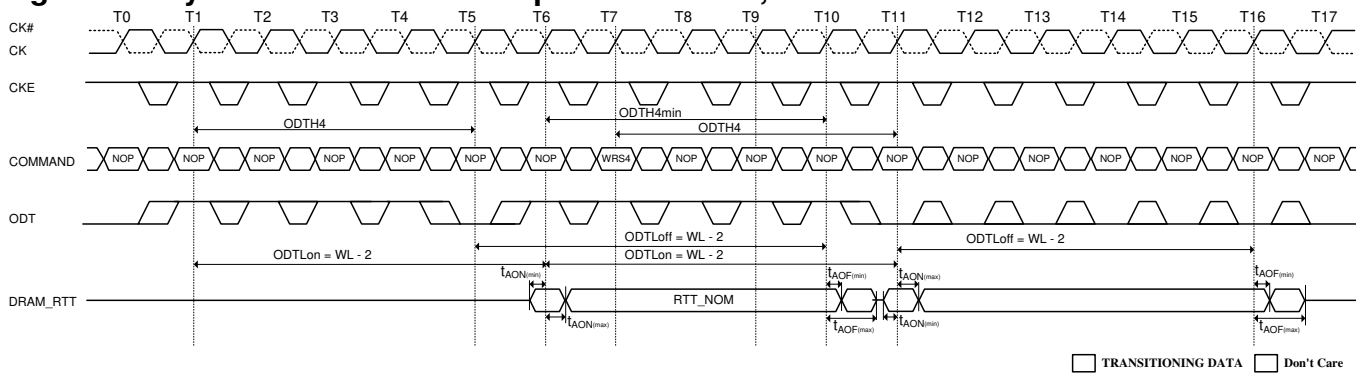 T0 T1 T2 T3 T4 T5 T6 T7 T8 T9 T10 T11 T12 T13 T14 T15 T16 T17
CK#
CK
CKE
ODTH4min
ODTH4 ODTH4
COMMAND NOP NOP NOP NOP NOP NOP NOP WRS4 NOP NOP NOP NOP NOP NOP NOP NOP NOP NOP
ODT
ODTLoff = WL - 2 ODTLoff = WL - 2
ODTLon = WL - 2 ODTLon = WL - 2
tAON(min) tAOF(min) tAON(max) tAOF(min)
DRAM_RTT RTT_NOM
tAON(max) tAOF(max) tAON(min) tAOF(max)
TRANSITIONING DATA Don't Care